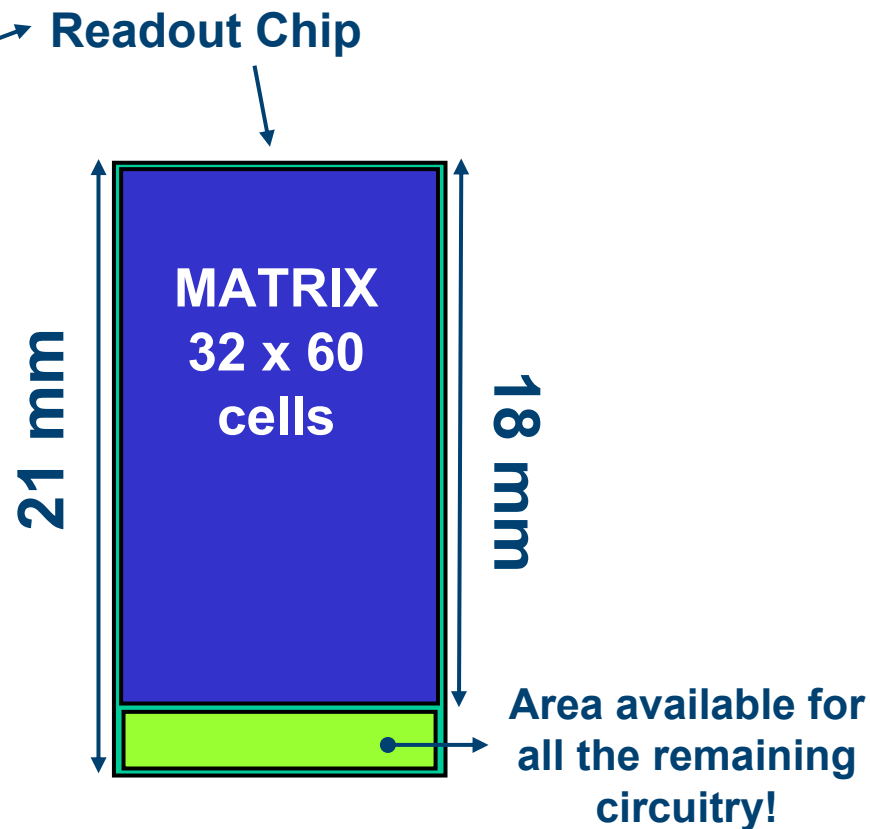 Readout Chip
MATRIX
32 x 60
cells
21 mm
18 mm
Area available for
all the remaining
circuitry!